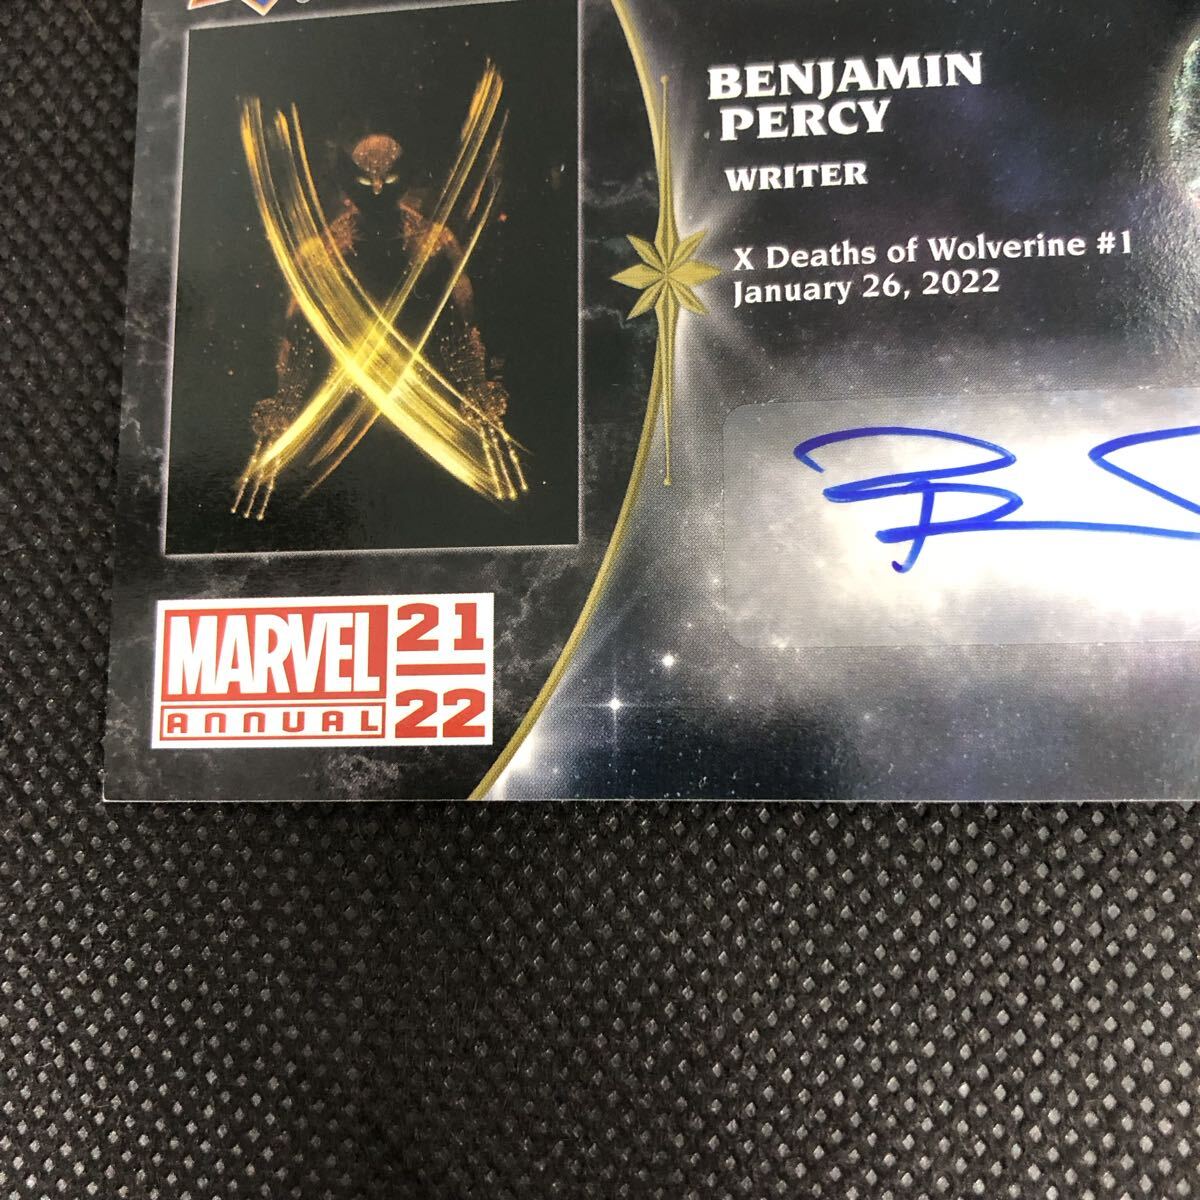 BENJAMIN
PERCY
WRITER
X Deaths of Wolverine #1
January 26, 2022
MARVEL
ANNUAL
21
22